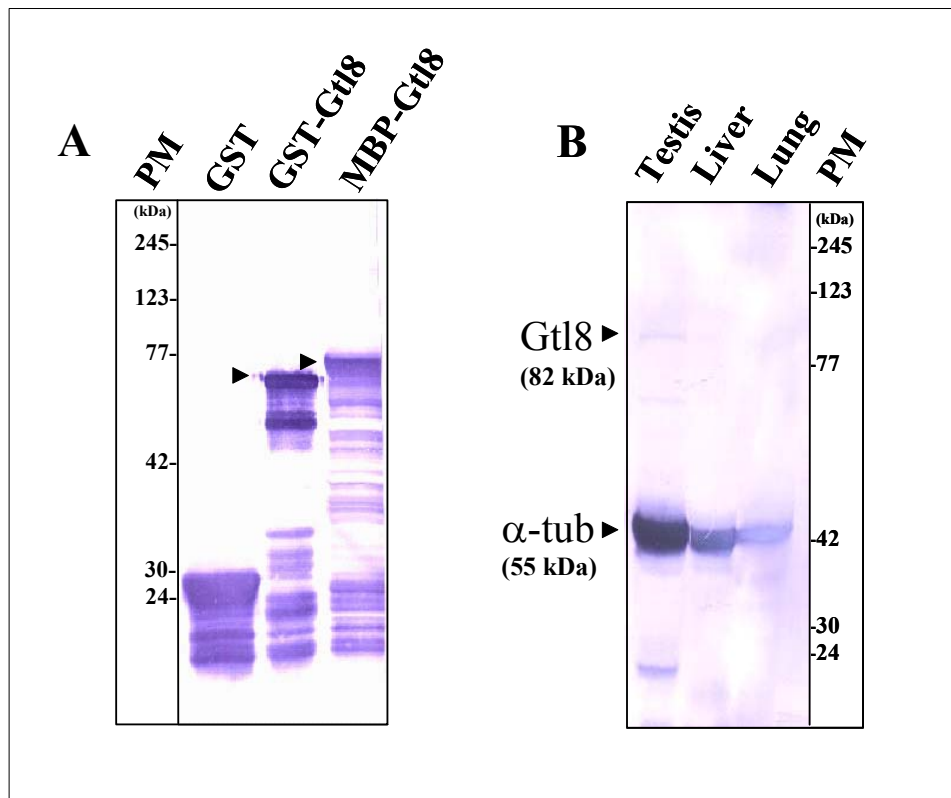 A
PM
GST
GST-Gtl8
MBP-Gtl8
(kDa)
245-
123-
77-
42-
30-
24-
B
Testis
Liver
Lung
PM
(kDa)
-245
-123
-77
-42
-30
-24
Gtl8
(82 kDa)
α-tub
(55 kDa)